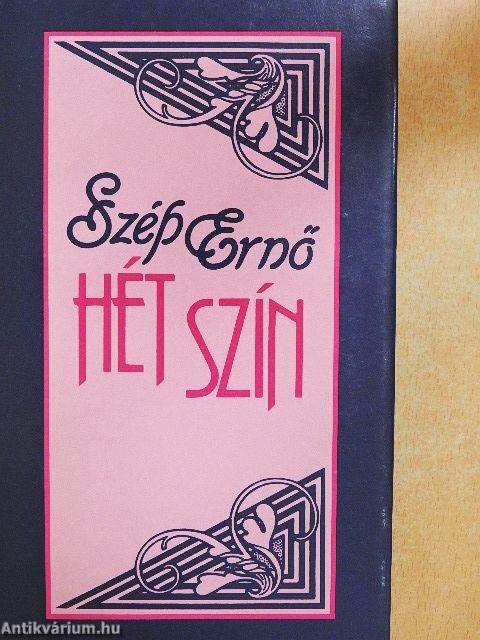 Szép Ernő
HÉT SZÍN
Antikvárium.hu